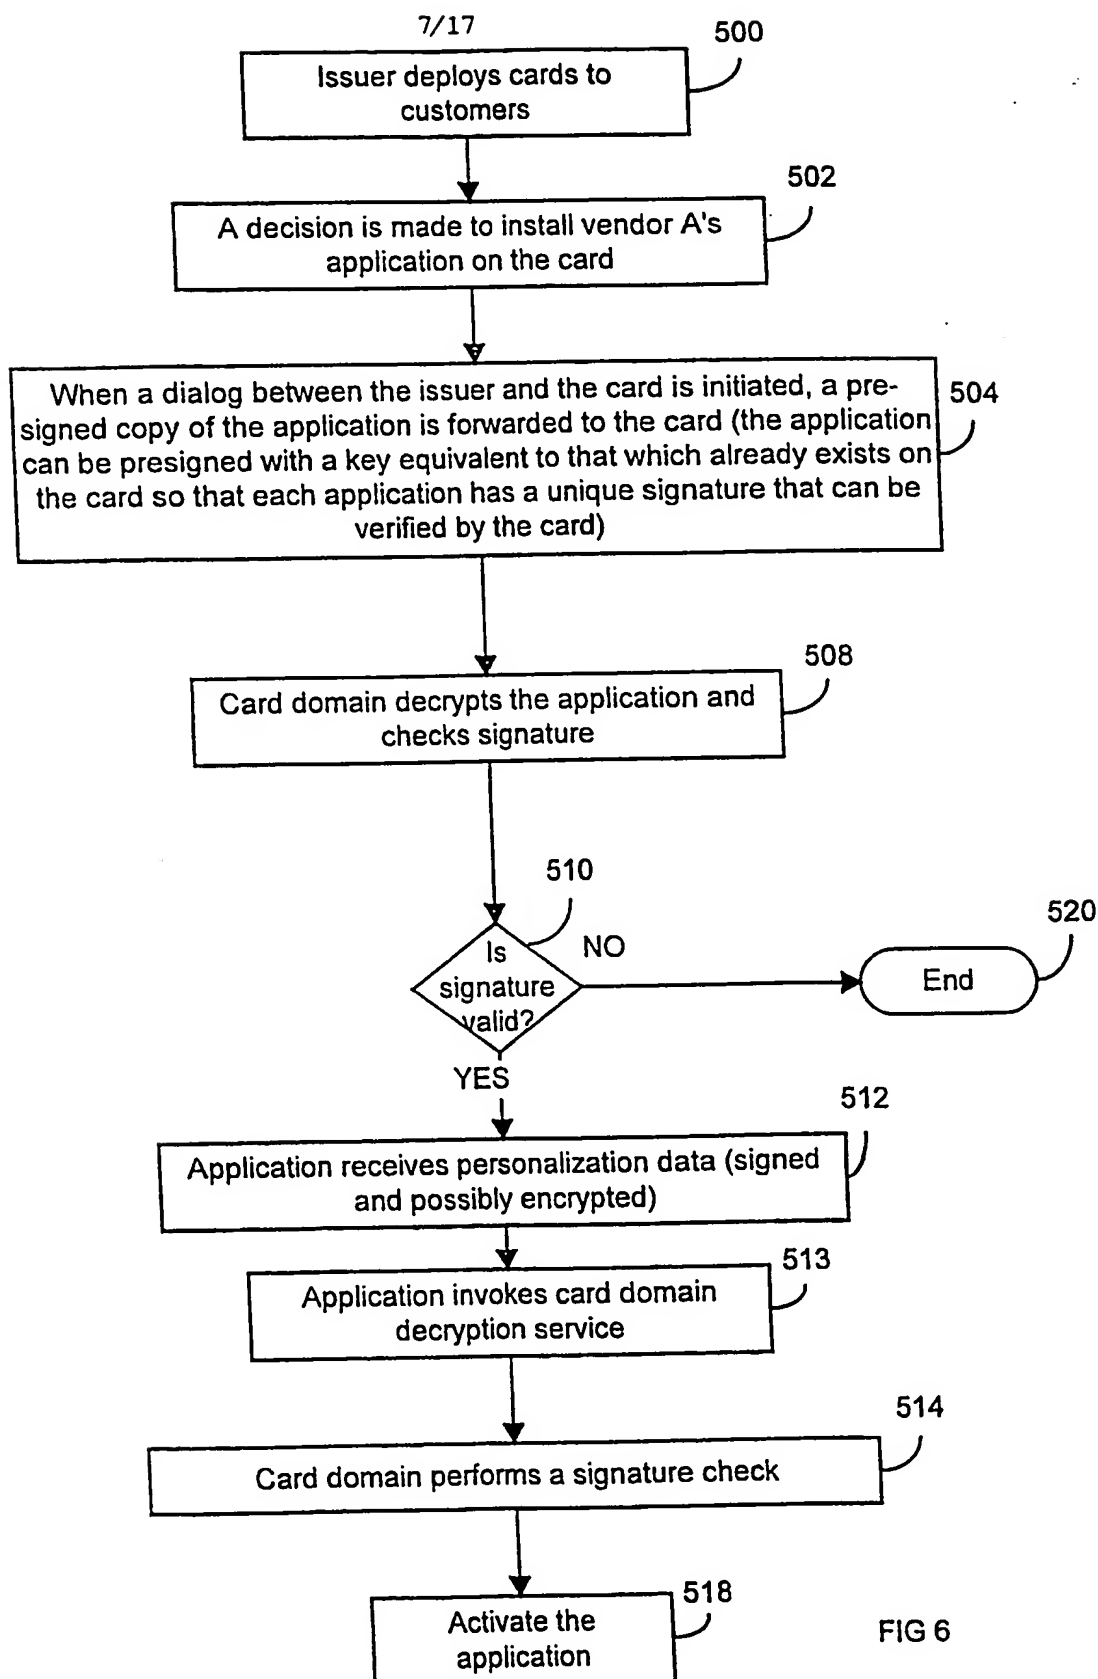 7/17
500
Issuer deploys cards to
customers
502
A decision is made to install vendor A's
application on the card
504
When a dialog between the issuer and the card is initiated, a pre-
signed copy of the application is forwarded to the card (the application
can be presigned with a key equivalent to that which already exists on
the card so that each application has a unique signature that can be
verified by the card)
508
Card domain decrypts the application and
checks signature
510
Is
signature
valid?
NO
520
End
YES
512
Application receives personalization data (signed
and possibly encrypted)
513
Application invokes card domain
decryption service
514
Card domain performs a signature check
518
Activate the
application
FIG 6